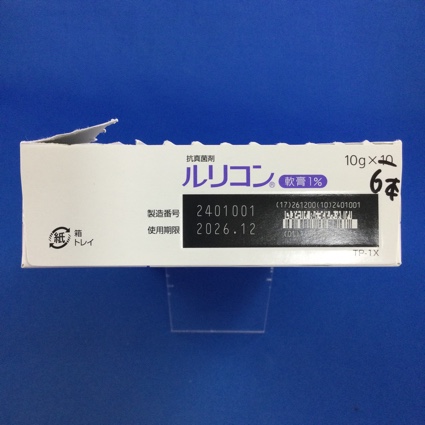 抗真菌剤
ルリコン® 軟膏1%
10g×10
6本
製造番号 2401001
使用期限 2026.12
(17)261200(10)2401001
紙 箱
トレイ
TP-1X